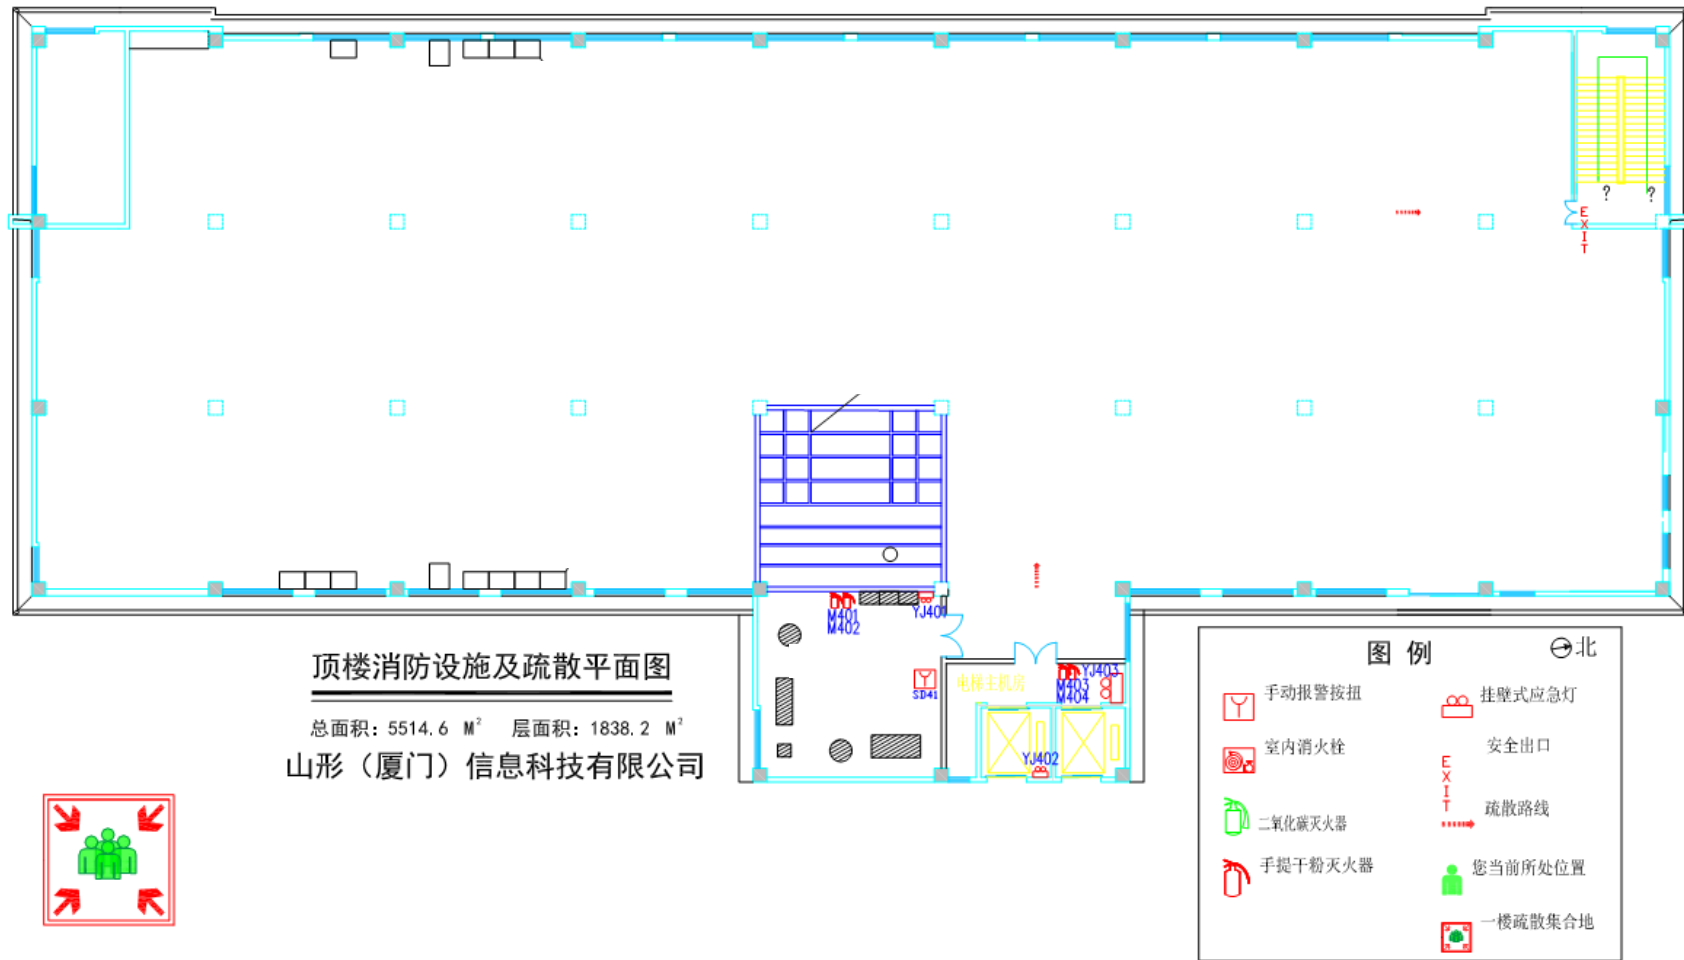 ?
?
EXIT
M401
M402
YJ401
SD41
电梯主机房
YJ403
M403
M404
YJ402
顶楼消防设施及疏散平面图
总面积：5514.6 M² 层面积：1838.2 M²
山形（厦门）信息科技有限公司
图 例
北
手动报警按扭
挂壁式应急灯
室内消火栓
安全出口
EXIT
二氧化碳灭火器
疏散路线
手提干粉灭火器
您当前所处位置
一楼疏散集合地